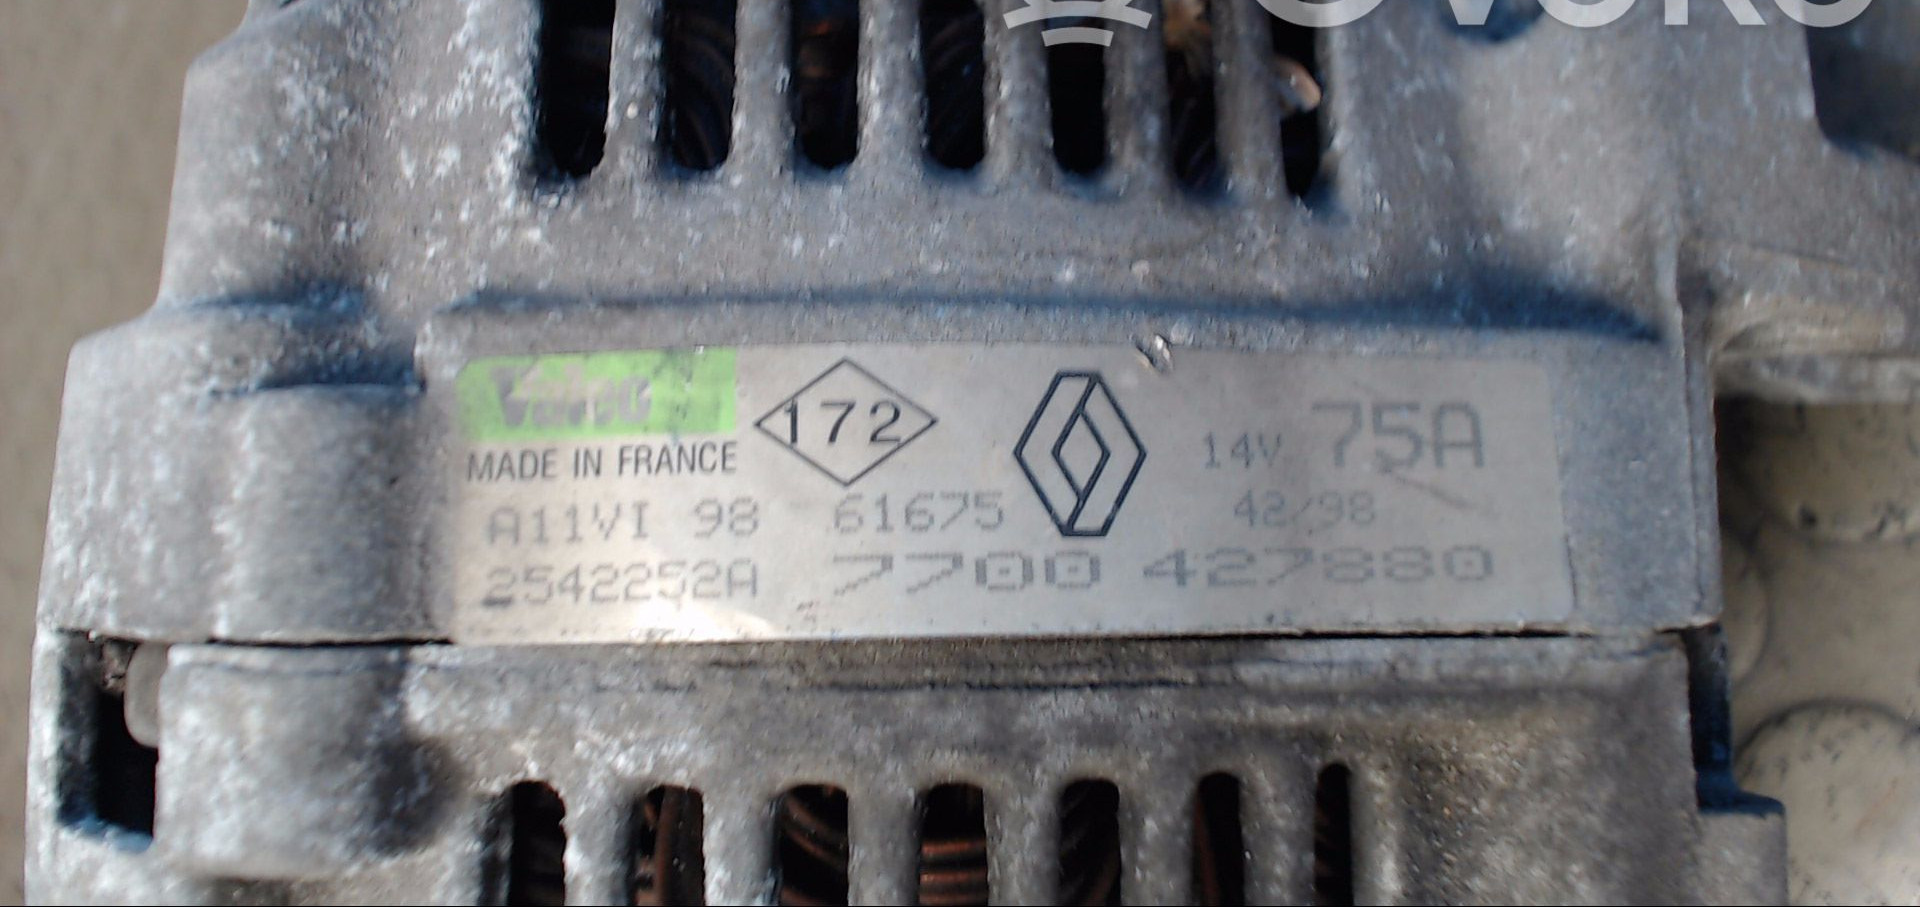 Valeo
172
14V 75A
MADE IN FRANCE
A11VI 98 61675 42/98
2542252A 7700 427880